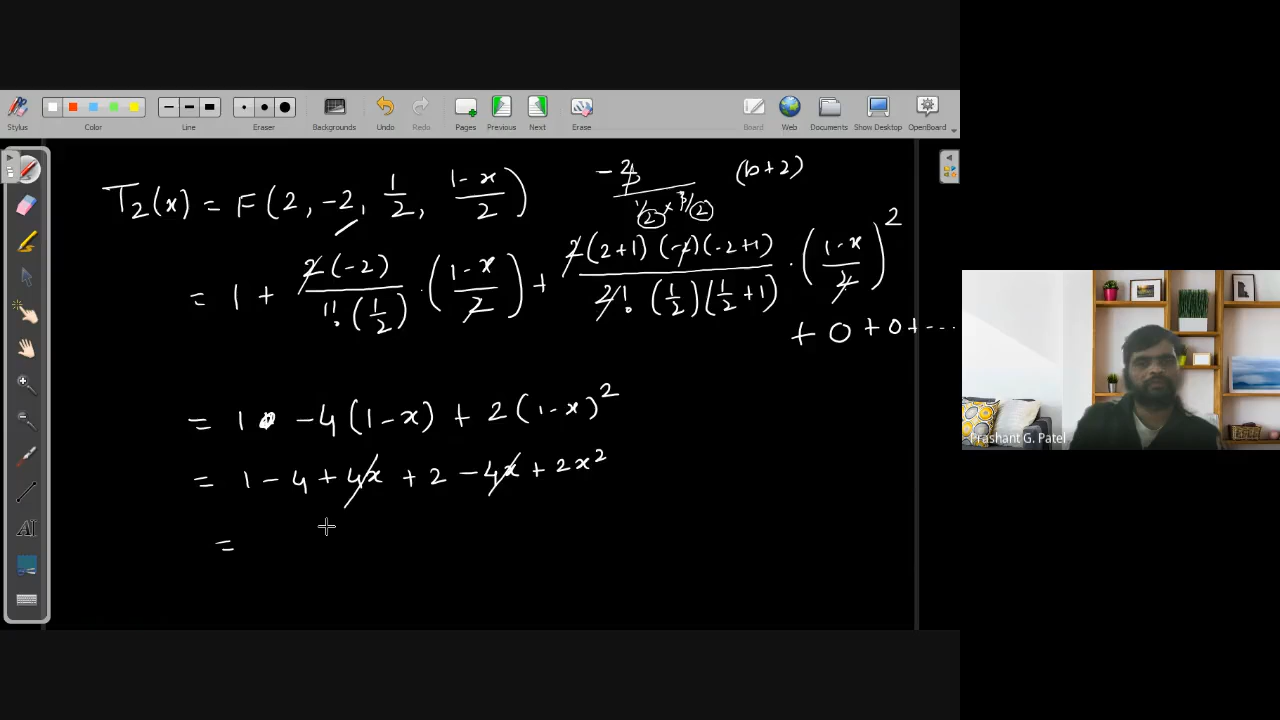 Stylus Color Line Eraser Backgrounds Undo Redo Pages Previous Next Erase Board Web Documents Show Desktop OpenBoard
T₂(x) = F(2, -2, 1/2, (1-x)/2)
(b+2)
= 1 + 2(-2)/(1!(1/2)) · ((1-x)/2) + 2(2+1)(-2)(-2+1)/(2!(1/2)(1/2+1)) · ((1-x)/2)²
+ 0 + 0 + ---
= 1 - 4(1-x) + 2(1-x)²
= 1 - 4 + 4x + 2 - 4x + 2x²
=
Prashant G. Patel